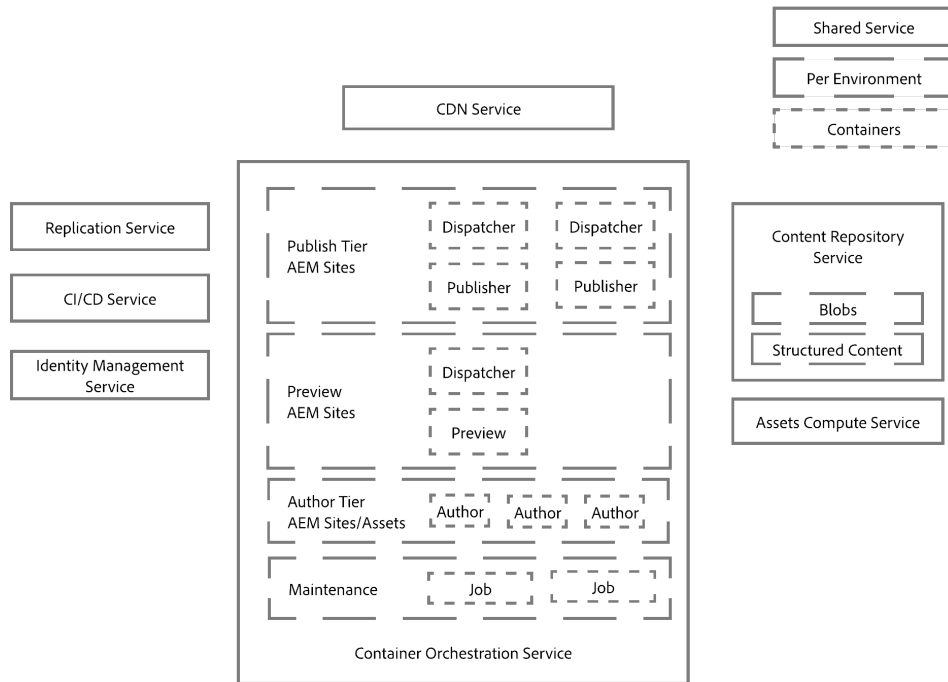 Shared Service
Per Environment
Containers
CDN Service
Replication Service
CI/CD Service
Identity Management
Service
Publish Tier
AEM Sites
Dispatcher
Dispatcher
Publisher
Publisher
Preview
AEM Sites
Dispatcher
Preview
Author Tier
AEM Sites/Assets
Author
Author
Author
Maintenance
Job
Job
Container Orchestration Service
Content Repository
Service
Blobs
Structured Content
Assets Compute Service